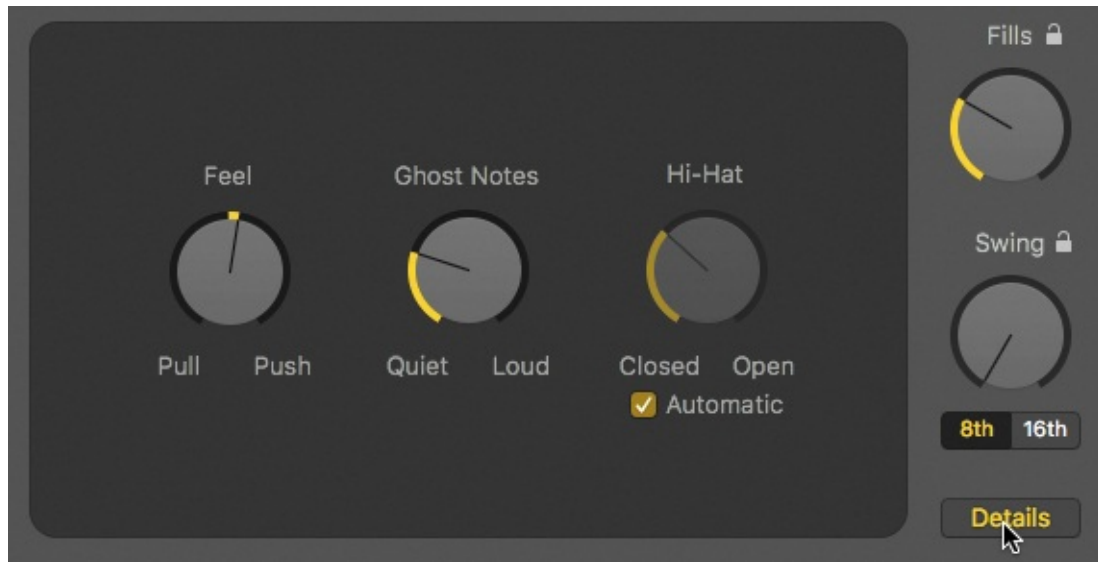 Fills
Feel
Ghost Notes
Hi-Hat
Swing
Pull Push
Quiet Loud
Closed Open
Automatic
8th 16th
Details